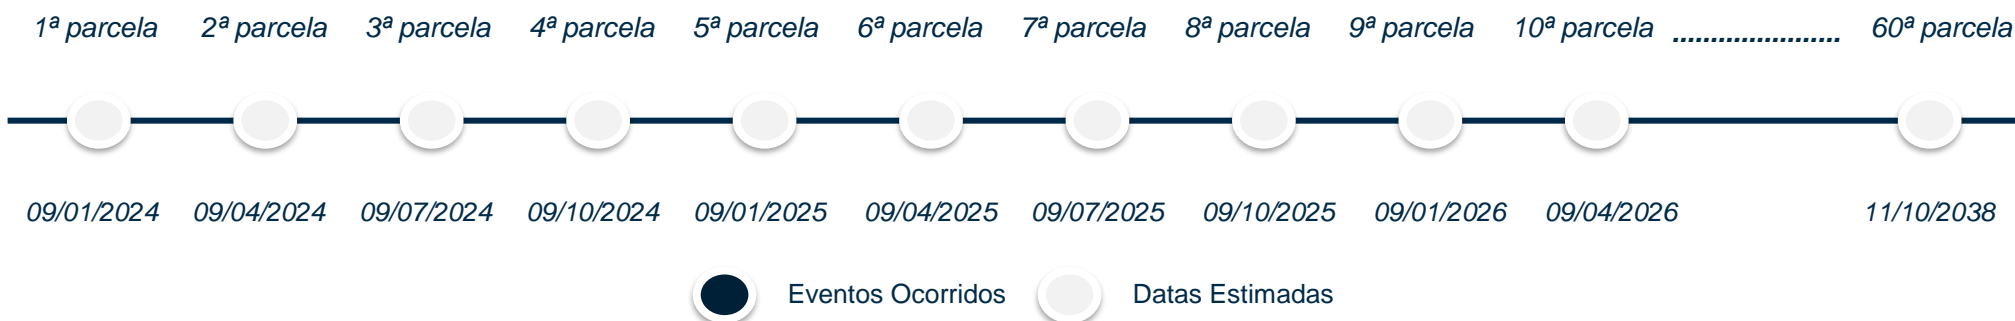 1ª parcela 2ª parcela 3ª parcela 4ª parcela 5ª parcela 6ª parcela 7ª parcela 8ª parcela 9ª parcela 10ª parcela ...................... 60ª parcela
09/01/2024 09/04/2024 09/07/2024 09/10/2024 09/01/2025 09/04/2025 09/07/2025 09/10/2025 09/01/2026 09/04/2026 11/10/2038
Eventos Ocorridos Datas Estimadas